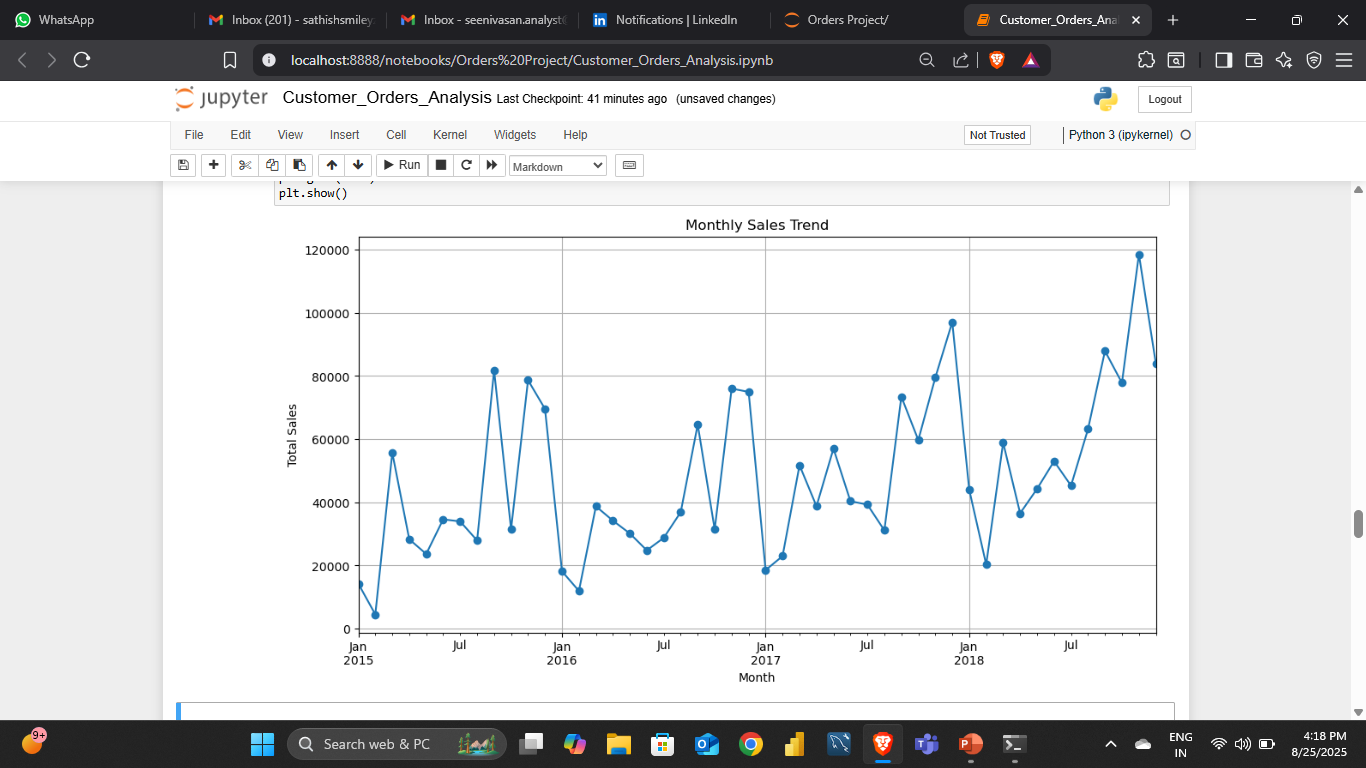 WhatsApp
Inbox (201) - sathishsmiley
Inbox - seenivasan.analyst
Notifications | LinkedIn
Orders Project/
Customer_Orders_Ana
localhost:8888/notebooks/Orders%20Project/Customer_Orders_Analysis.ipynb
jupyter Customer_Orders_Analysis Last Checkpoint: 41 minutes ago (unsaved changes)
Logout
File Edit View Insert Cell Kernel Widgets Help
Not Trusted
Python 3 (ipykernel)
Run
Markdown
plt.show()
Monthly Sales Trend
120000
100000
80000
60000
40000
20000
0
Total Sales
Jan Jul Jan Jul Jan Jul Jan Jul
2015 2016 2017 2018
Month
9+
Search web & PC
ENG
IN
4:18 PM
8/25/2025